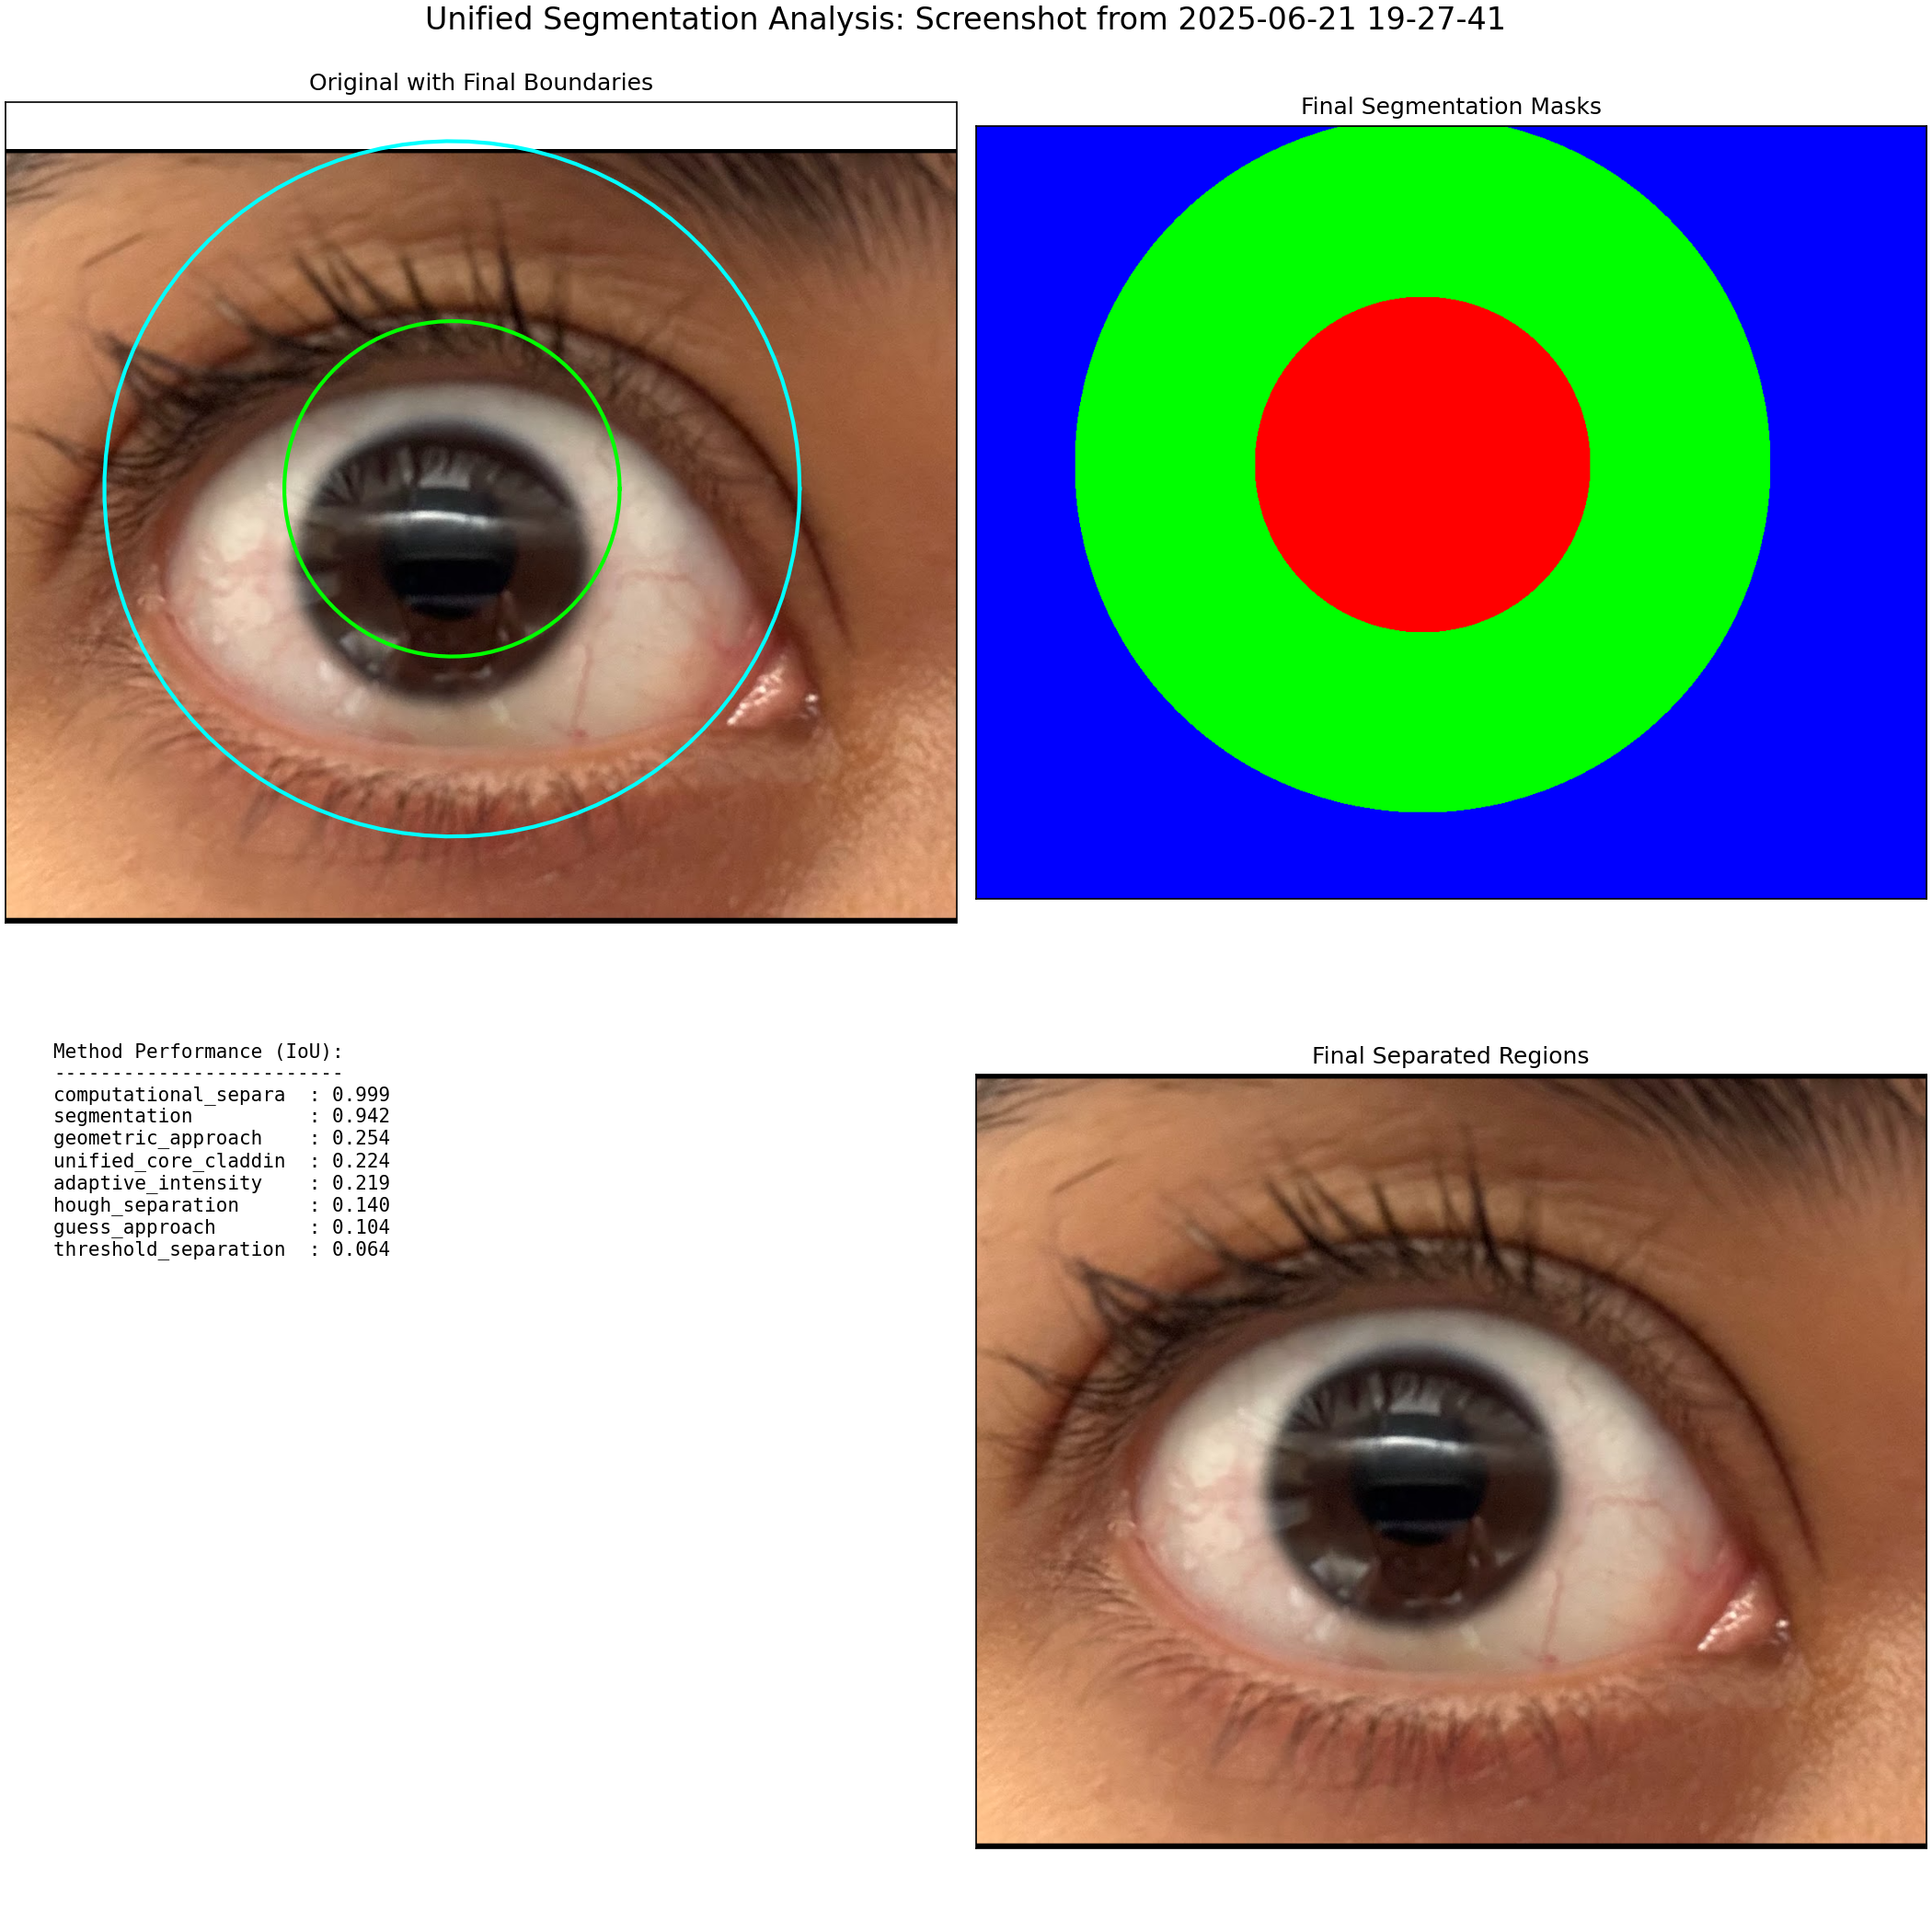 Unified Segmentation Analysis: Screenshot from 2025-06-21 19-27-41
Original with Final Boundaries
Final Segmentation Masks
Method Performance (IoU):
-------------------------
computational_separa  : 0.999
segmentation          : 0.942
geometric_approach    : 0.254
unified_core_claddin  : 0.224
adaptive_intensity    : 0.219
hough_separation      : 0.140
guess_approach        : 0.104
threshold_separation  : 0.064
Final Separated Regions